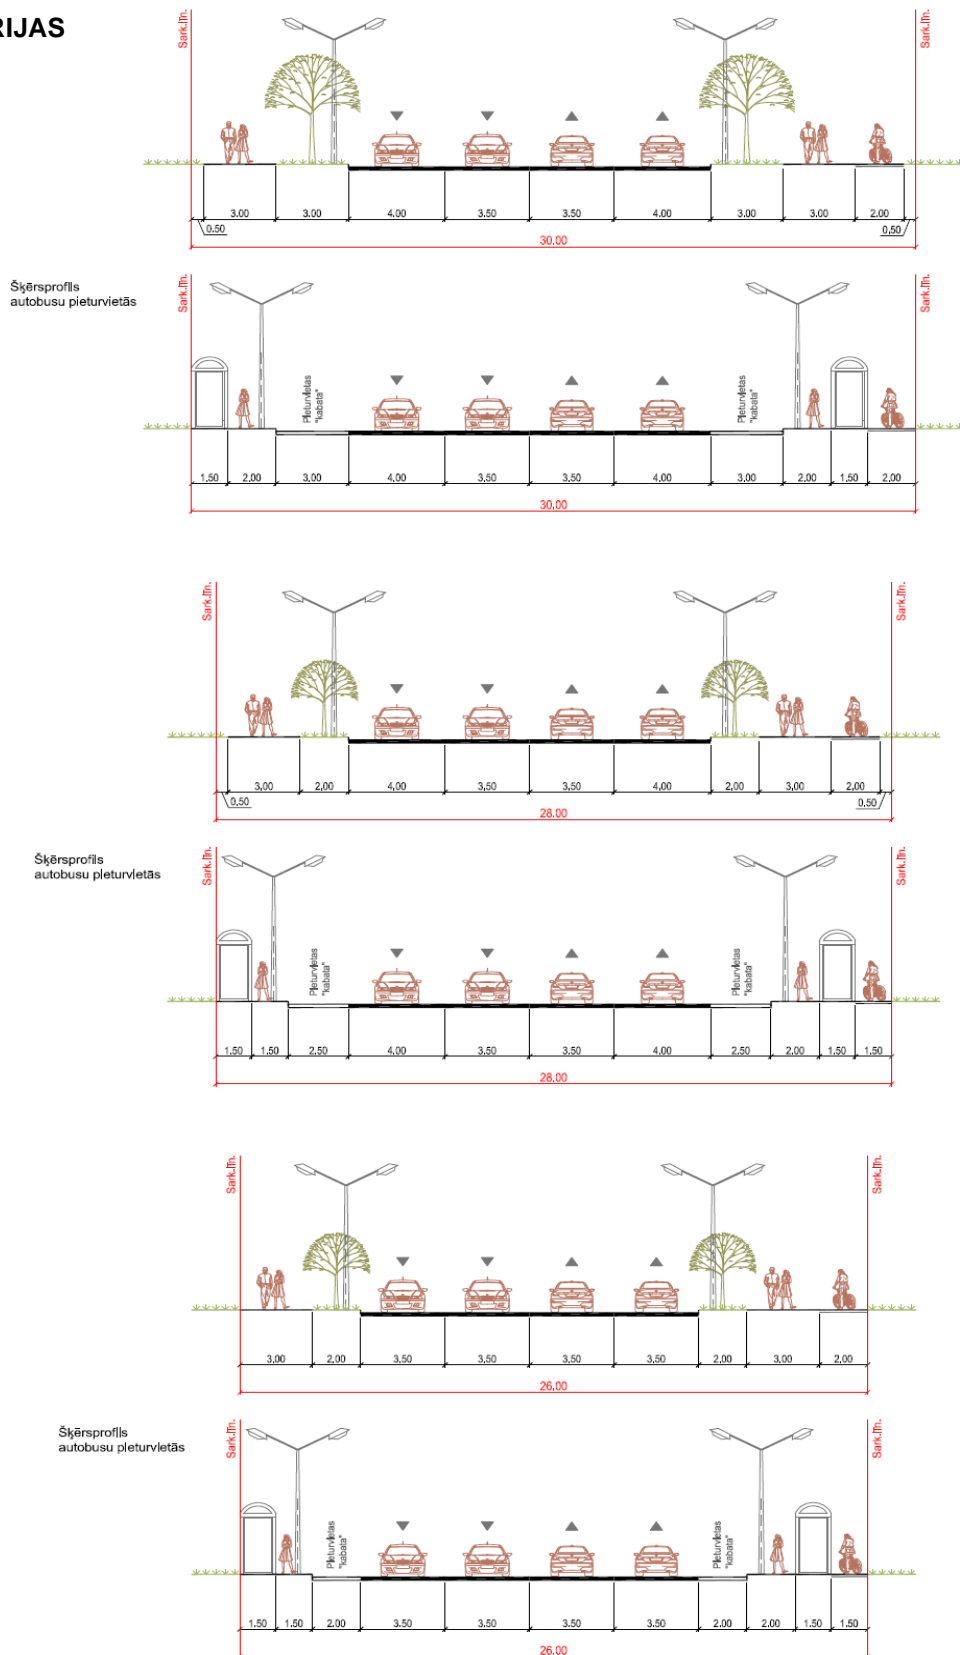 RIJAS
Sark.līn.
Sark.līn.
3.00 3.00 4.00 3.50 3.50 4.00 3.00 3.00 2.00
0.50 0,50
30.00
Šķērsprofils
autobusu pieturvietās
Sark.līn.
Sark.līn.
Pieturvietas
"kabata"
Pieturvietas
"kabata"
1.50 2.00 3.00 4.00 3.50 3.50 4.00 3.00 2.00 1.50 2.00
30.00
Sark.līn.
Sark.līn.
3.00 2.00 4.00 3.50 3.50 4.00 2.00 3.00 2.00
0.50 0.50
28.00
Šķērsprofils
autobusu pieturvietās
Sark.līn.
Sark.līn.
Pieturvietas
"kabata"
Pieturvietas
"kabata"
1.50 1.50 2.50 4.00 3.50 3.50 4.00 2.50 2.00 1.50 1.50
28.00
Sark.līn.
Sark.līn.
3.00 2.00 3.50 3.50 3.50 3.50 2.00 3.00 2.00
26.00
Šķērsprofils
autobusu pieturvietās
Sark.līn.
Sark.līn.
Pieturvietas
"kabata"
Pieturvietas
"kabata"
1.50 1.50 2.00 3.50 3.50 3.50 3.50 2.00 2.00 1.50 1.50
26.00